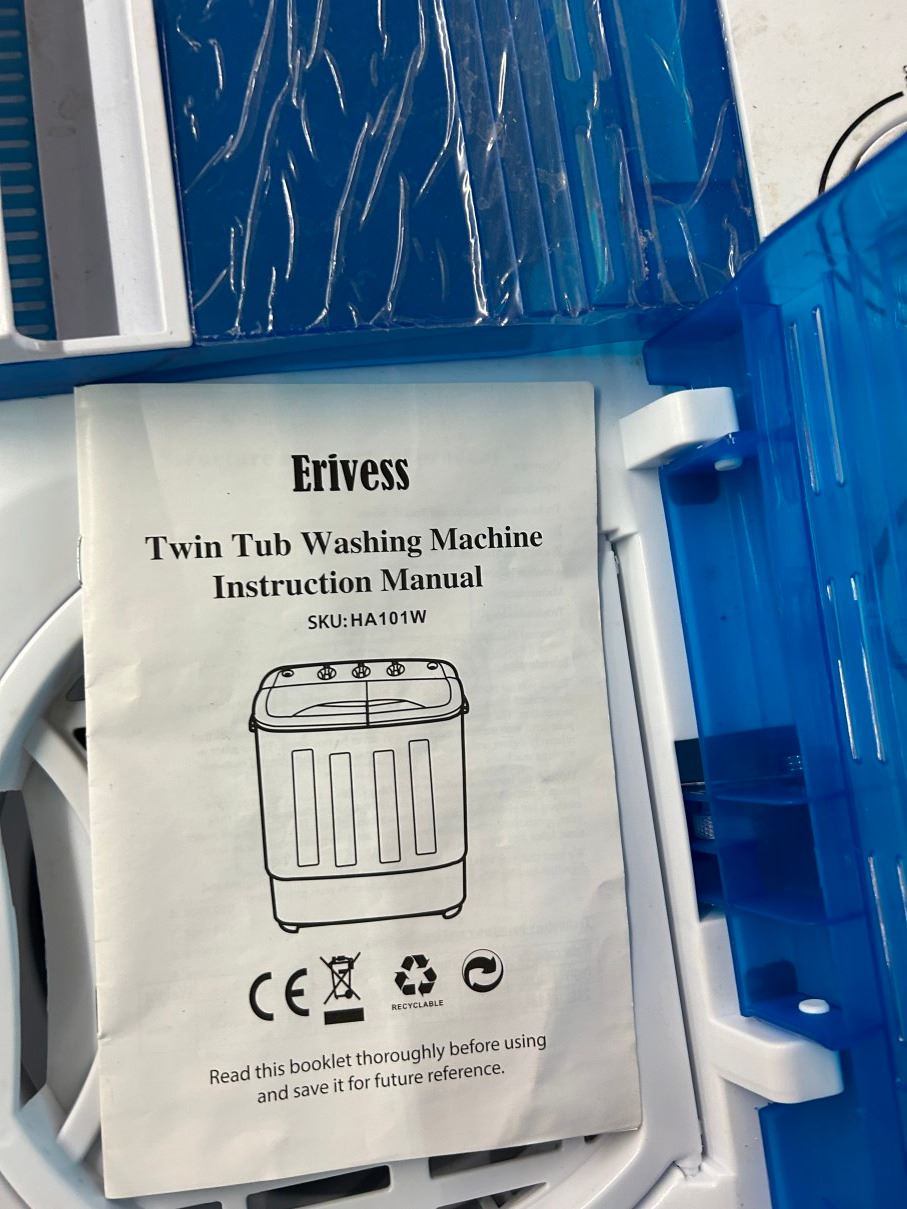 Erivess
Twin Tub Washing Machine
Instruction Manual
SKU:HA101W
CE
RECYCLABLE
Read this booklet thoroughly before using
and save it for future reference.